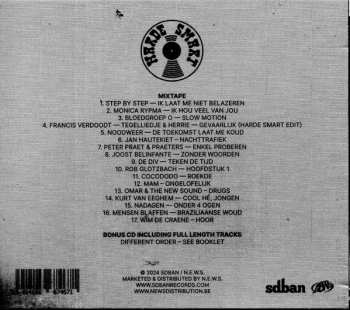 HARDE SMART
MIXTAPE
1. STEP BY STEP — IK LAAT ME NIET BELAZEREN
2. MONICA RYPMA — IK HOU VEEL VAN JOU
3. BLOEDGROEP O — SLOW MOTION
4. FRANCIS VERDOODT — TEGELLIEDJE & HERRIE — GEVAARLIJK (HARDE SMART EDIT)
5. NOODWEER — DE TOEKOMST LAAT ME KOUD
6. JAN HAUTEKIET — NACHTTRAFIEK
7. PETER PRAET & PRAETERS — ENKEL PROBEREN
8. JOOST BELINFANTE — ZONDER WOORDEN
9. DE DIV — TEKEN DE TIJD
10. ROB GLOTZBACH — HOOFDSTUK 1
11. COCODODO — ROEKOE
12. MAM — ONGELOFELIJK
13. OMAR & THE NEW SOUND – DRUGS
14. KURT VAN EEGHEM — COOL HÉ, JONGEN
15. NADAGEN — ONDER 4 OGEN
16. MENSEN BLAFFEN — BRAZILIAANSE WOUD
17. WIM DE CRAENE — HOOR
BONUS CD INCLUDING FULL LENGTH TRACKS
DIFFERENT ORDER – SEE BOOKLET
© 2024 SDBAN / N.E.W.S.
MARKETED & DISTRIBUTED BY N.E.W.S.
WWW.SDBANRECORDS.COM
WWW.NEWSDISTRIBUTION.BE
sdban